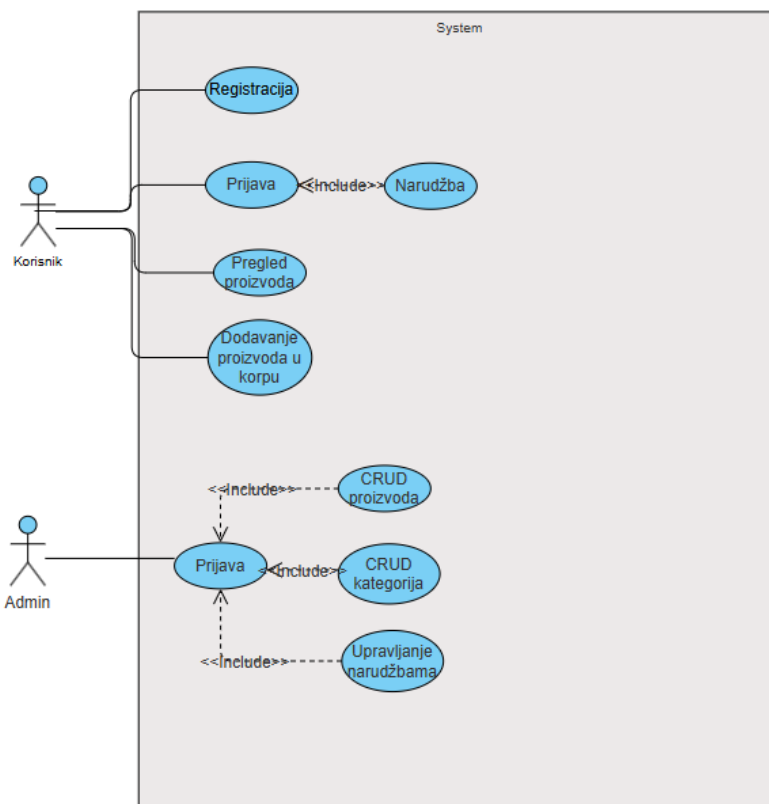 System
Registracija
Prijava
<<Include>>
Narudžba
Korisnik
Pregled
proizvoda
Dodavanje
proizvoda u
korpu
CRUD
proizvoda
<<Include>>
Admin
Prijava
<<Include>>
CRUD
kategorija
<<Include>>
Upravljanje
narudžbama